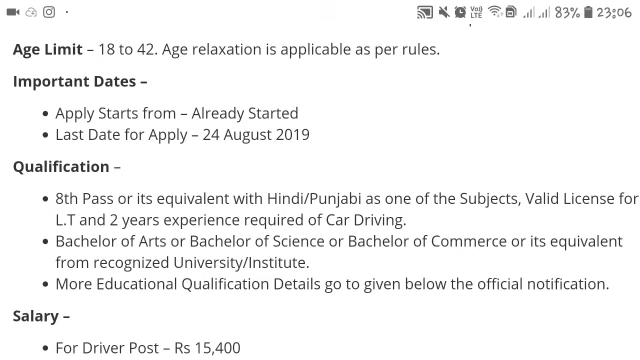 83% 23:06
Age Limit – 18 to 42. Age relaxation is applicable as per rules.
Important Dates –
Apply Starts from – Already Started
Last Date for Apply – 24 August 2019
Qualification –
8th Pass or its equivalent with Hindi/Punjabi as one of the Subjects, Valid License for
L.T and 2 years experience required of Car Driving.
Bachelor of Arts or Bachelor of Science or Bachelor of Commerce or its equivalent
from recognized University/Institute.
More Educational Qualification Details go to given below the official notification.
Salary –
For Driver Post – Rs 15,400